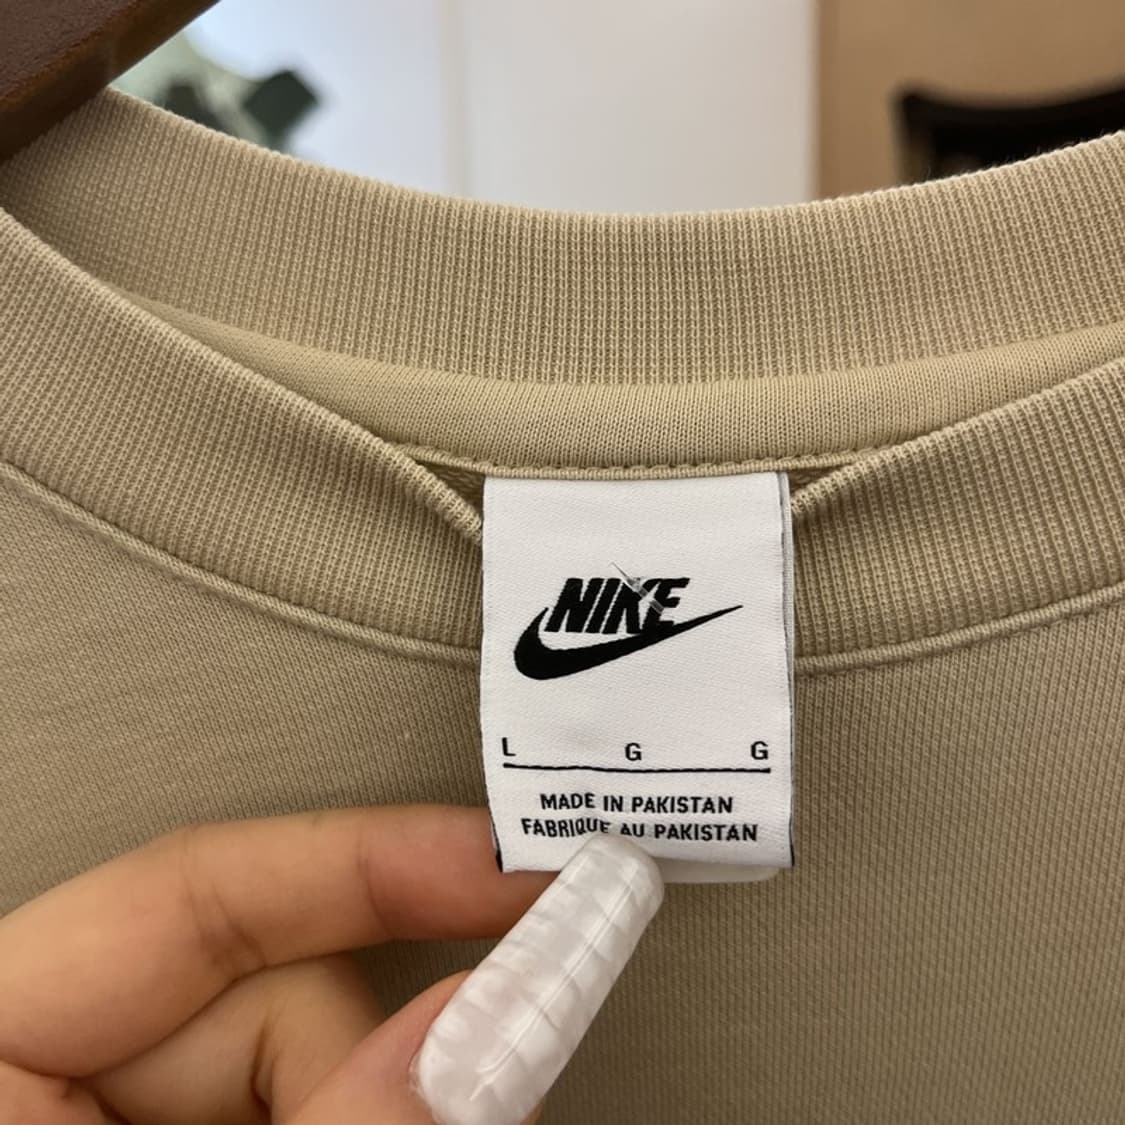 NIKE
L G G
MADE IN PAKISTAN
FABRIQUE AU PAKISTAN